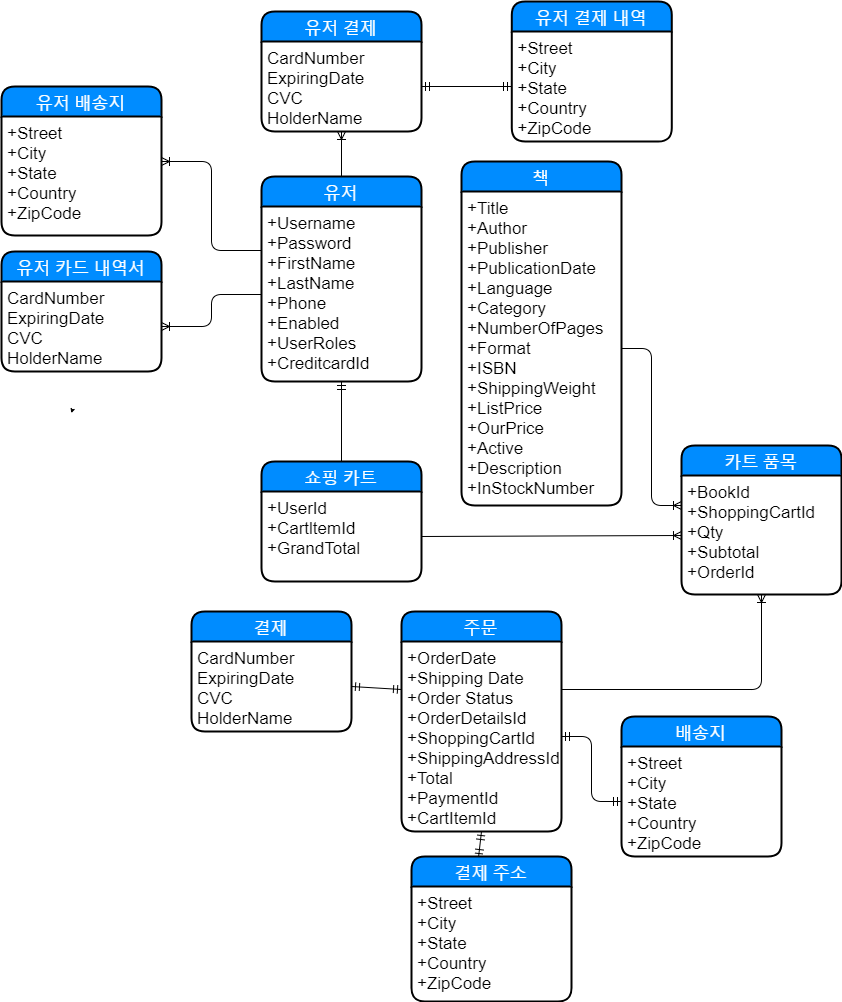 유저 결제
CardNumber
ExpiringDate
CVC
HolderName
유저 결제 내역
+Street
+City
+State
+Country
+ZipCode
유저 배송지
+Street
+City
+State
+Country
+ZipCode
유저
+Username
+Password
+FirstName
+LastName
+Phone
+Enabled
+UserRoles
+CreditcardId
책
+Title
+Author
+Publisher
+PublicationDate
+Language
+Category
+NumberOfPages
+Format
+ISBN
+ShippingWeight
+ListPrice
+OurPrice
+Active
+Description
+InStockNumber
유저 카드 내역서
CardNumber
ExpiringDate
CVC
HolderName
쇼핑 카트
+UserId
+CartItemId
+GrandTotal
카트 품목
+BookId
+ShoppingCartId
+Qty
+Subtotal
+OrderId
결제
CardNumber
ExpiringDate
CVC
HolderName
주문
+OrderDate
+Shipping Date
+Order Status
+OrderDetailsId
+ShoppingCartId
+ShippingAddressId
+Total
+PaymentId
+CartItemId
배송지
+Street
+City
+State
+Country
+ZipCode
결제 주소
+Street
+City
+State
+Country
+ZipCode